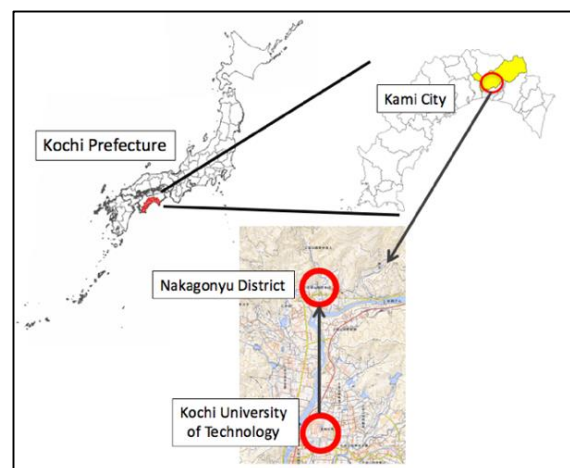 Kochi Prefecture
Kami City
Nakagonyu District
Kochi University
of Technology